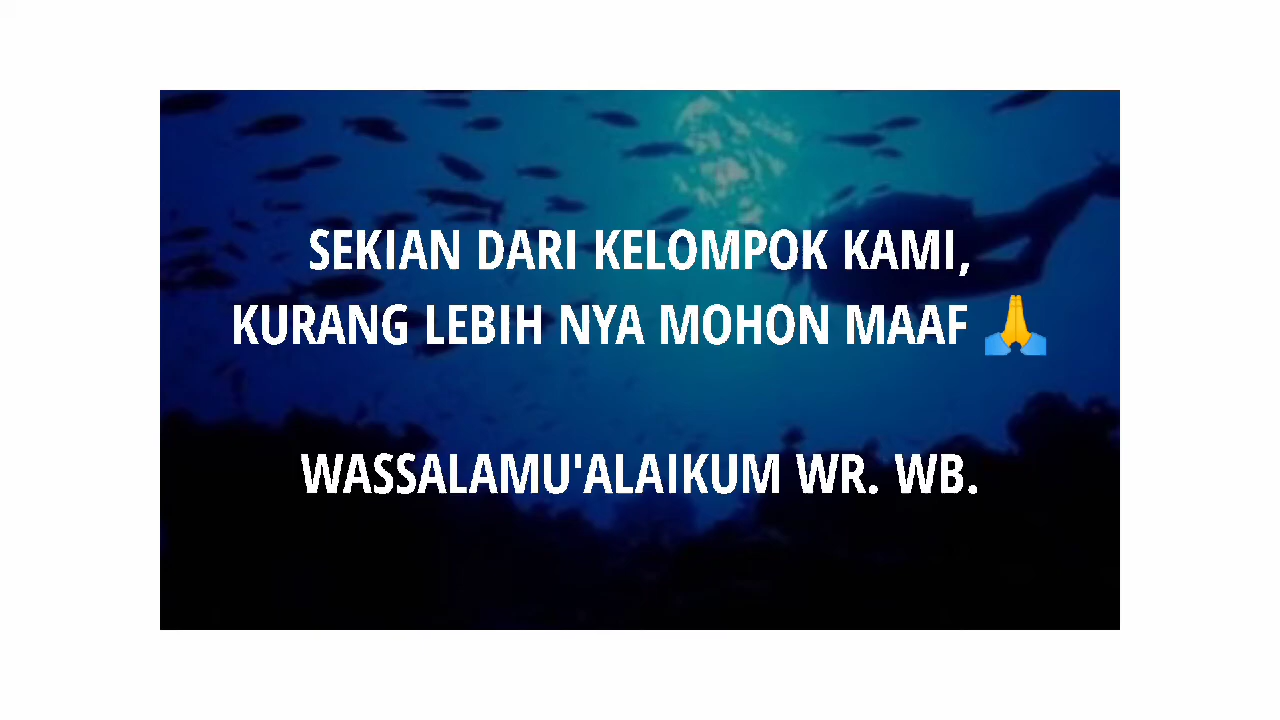 SEKIAN DARI KELOMPOK KAMI,
KURANG LEBIH NYA MOHON MAAF 🙏
WASSALAMU'ALAIKUM WR. WB.